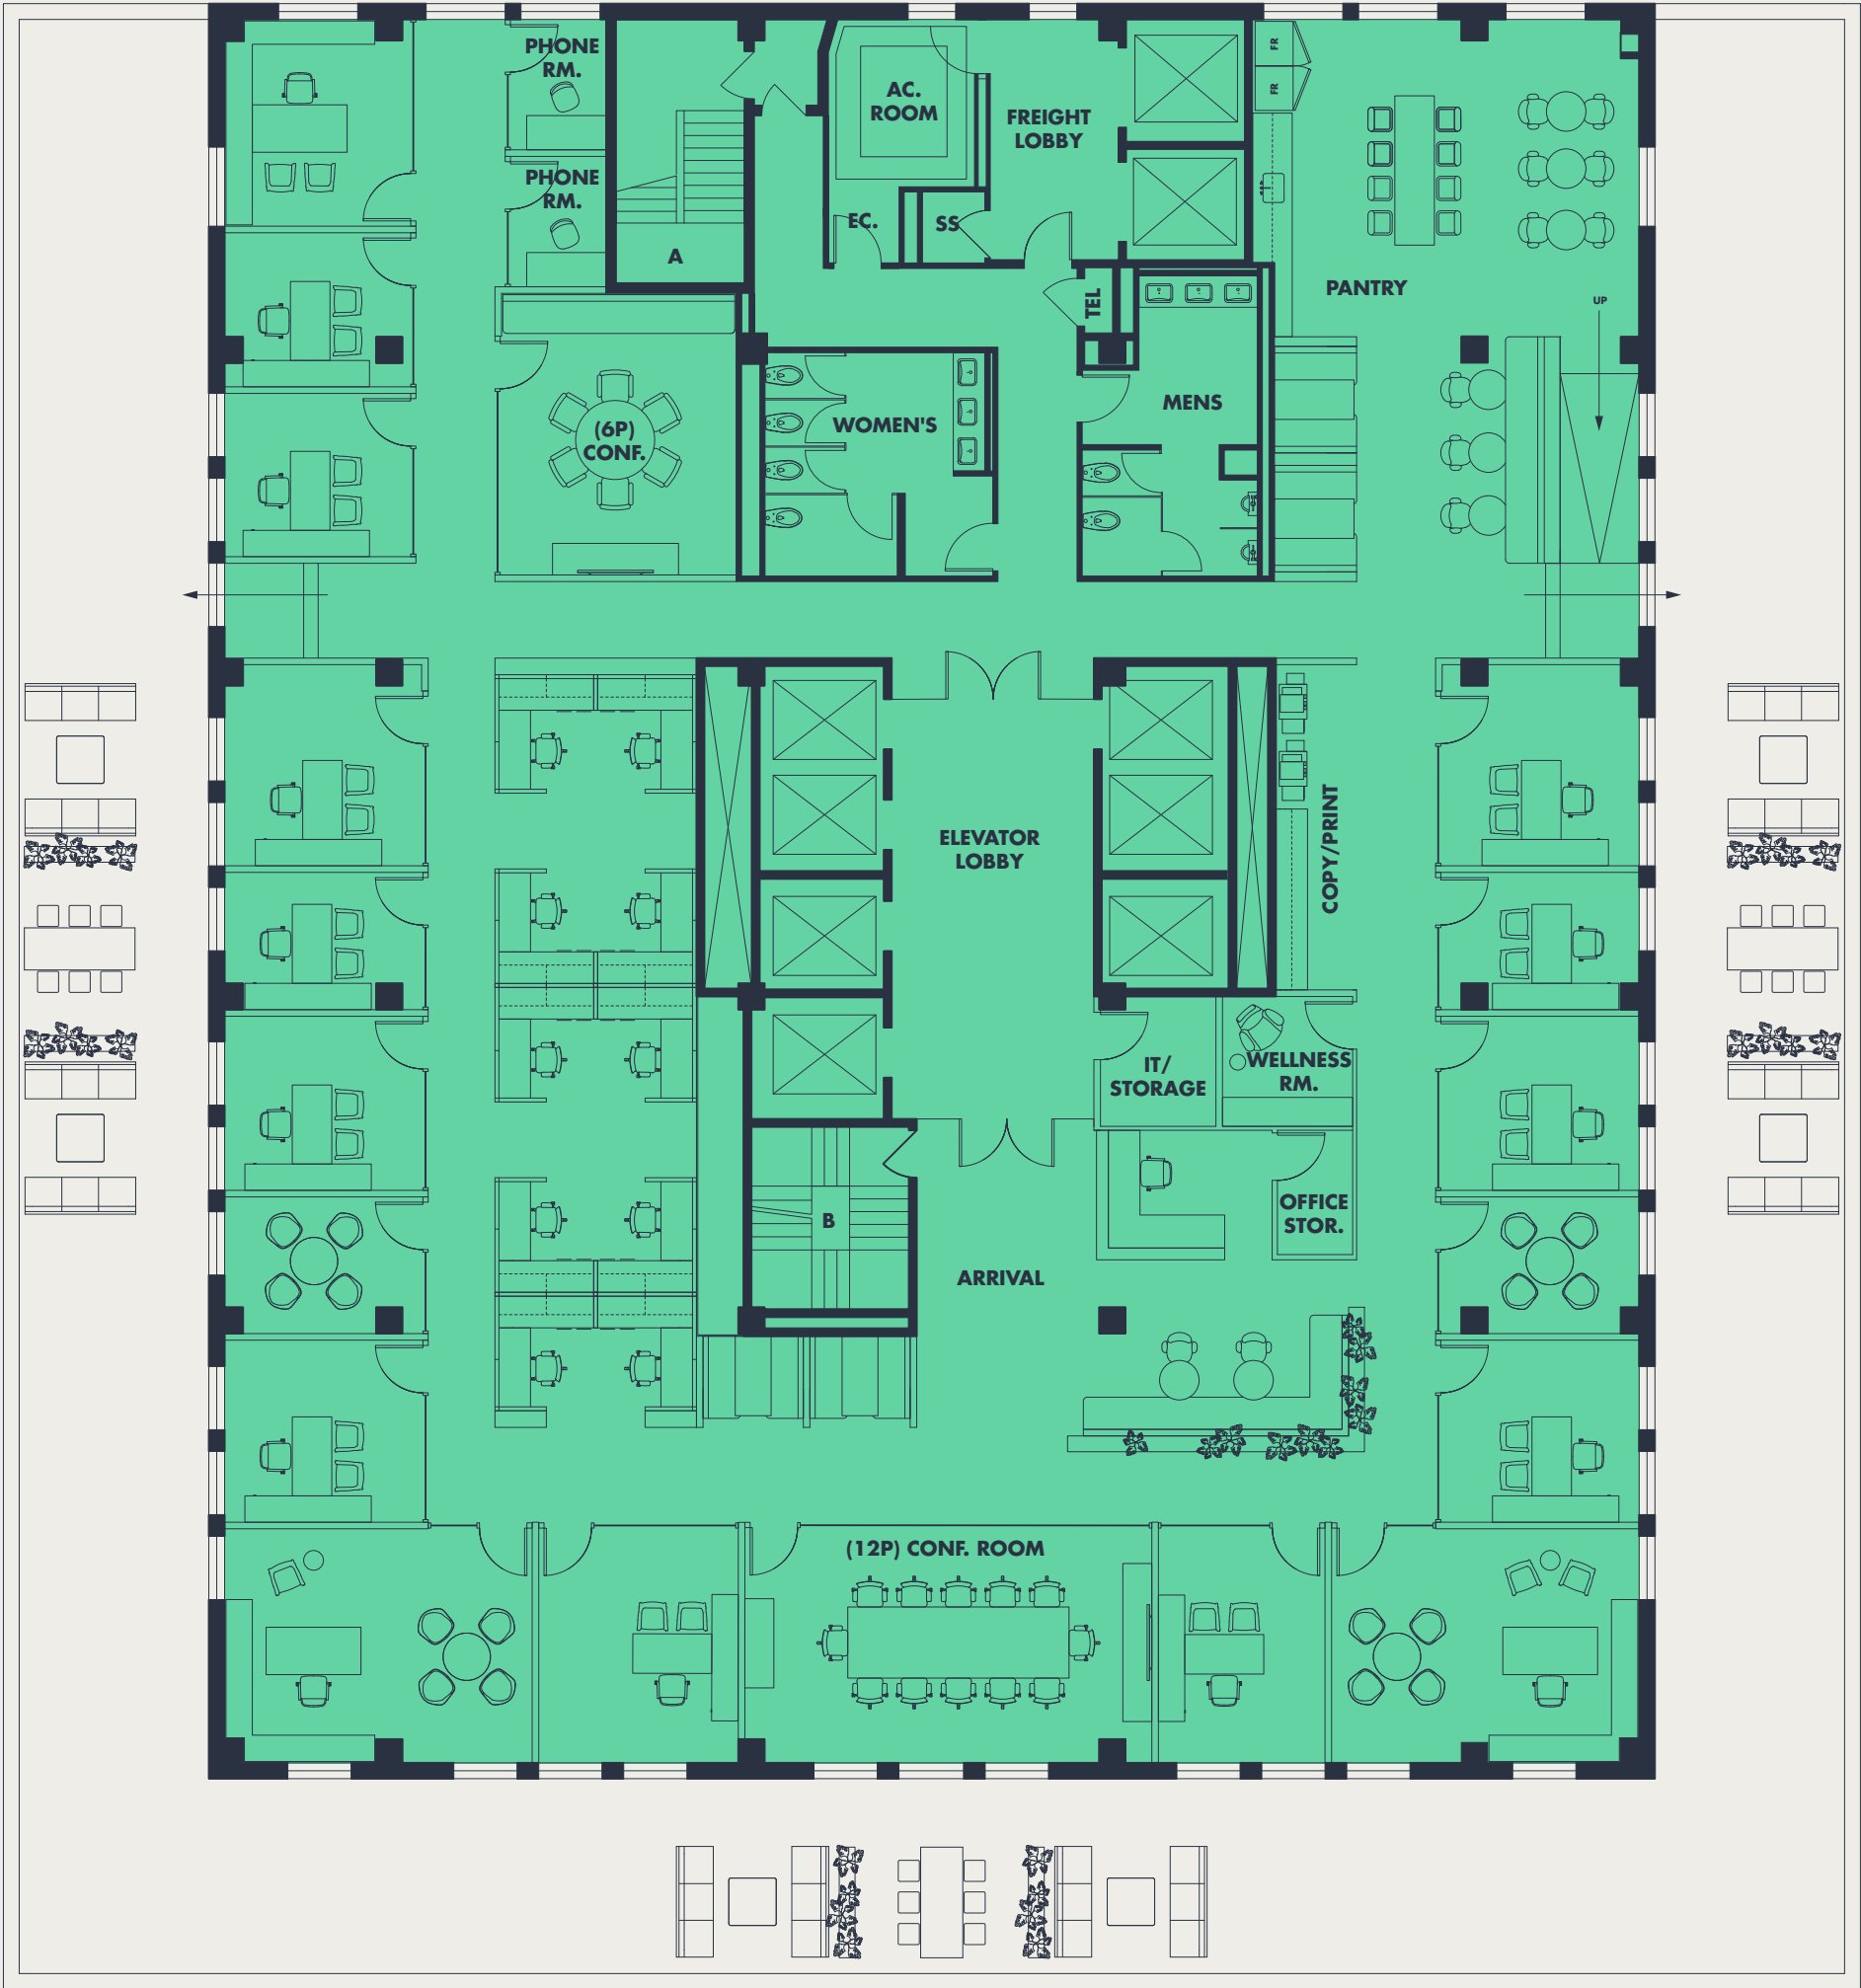 PHONE
RM.
FR
FR
AC.
ROOM
FREIGHT
LOBBY
PHONE
RM.
EC.
SS
A
TEL
PANTRY
UP
MENS
WOMEN'S
(6P)
CONF.
ELEVATOR
LOBBY
COPY/PRINT
IT/
STORAGE
WELLNESS
RM.
B
OFFICE
STOR.
ARRIVAL
(12P) CONF. ROOM